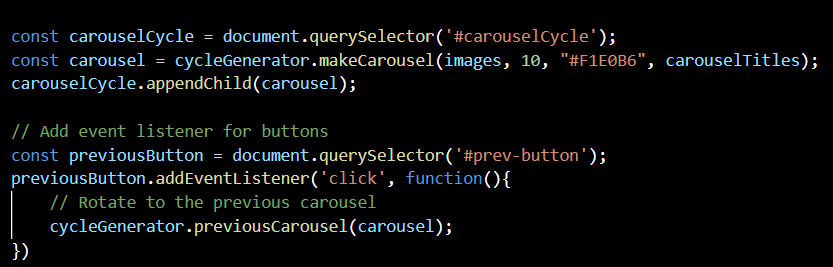 const carouselCycle = document.querySelector('#carouselCycle');
const carousel = cycleGenerator.makeCarousel(images, 10, "#F1E0B6", carouselTitles);
carouselCycle.appendChild(carousel);
// Add event listener for buttons
const previousButton = document.querySelector('#prev-button');
previousButton.addEventListener('click', function(){
    // Rotate to the previous carousel
    cycleGenerator.previousCarousel(carousel);
})